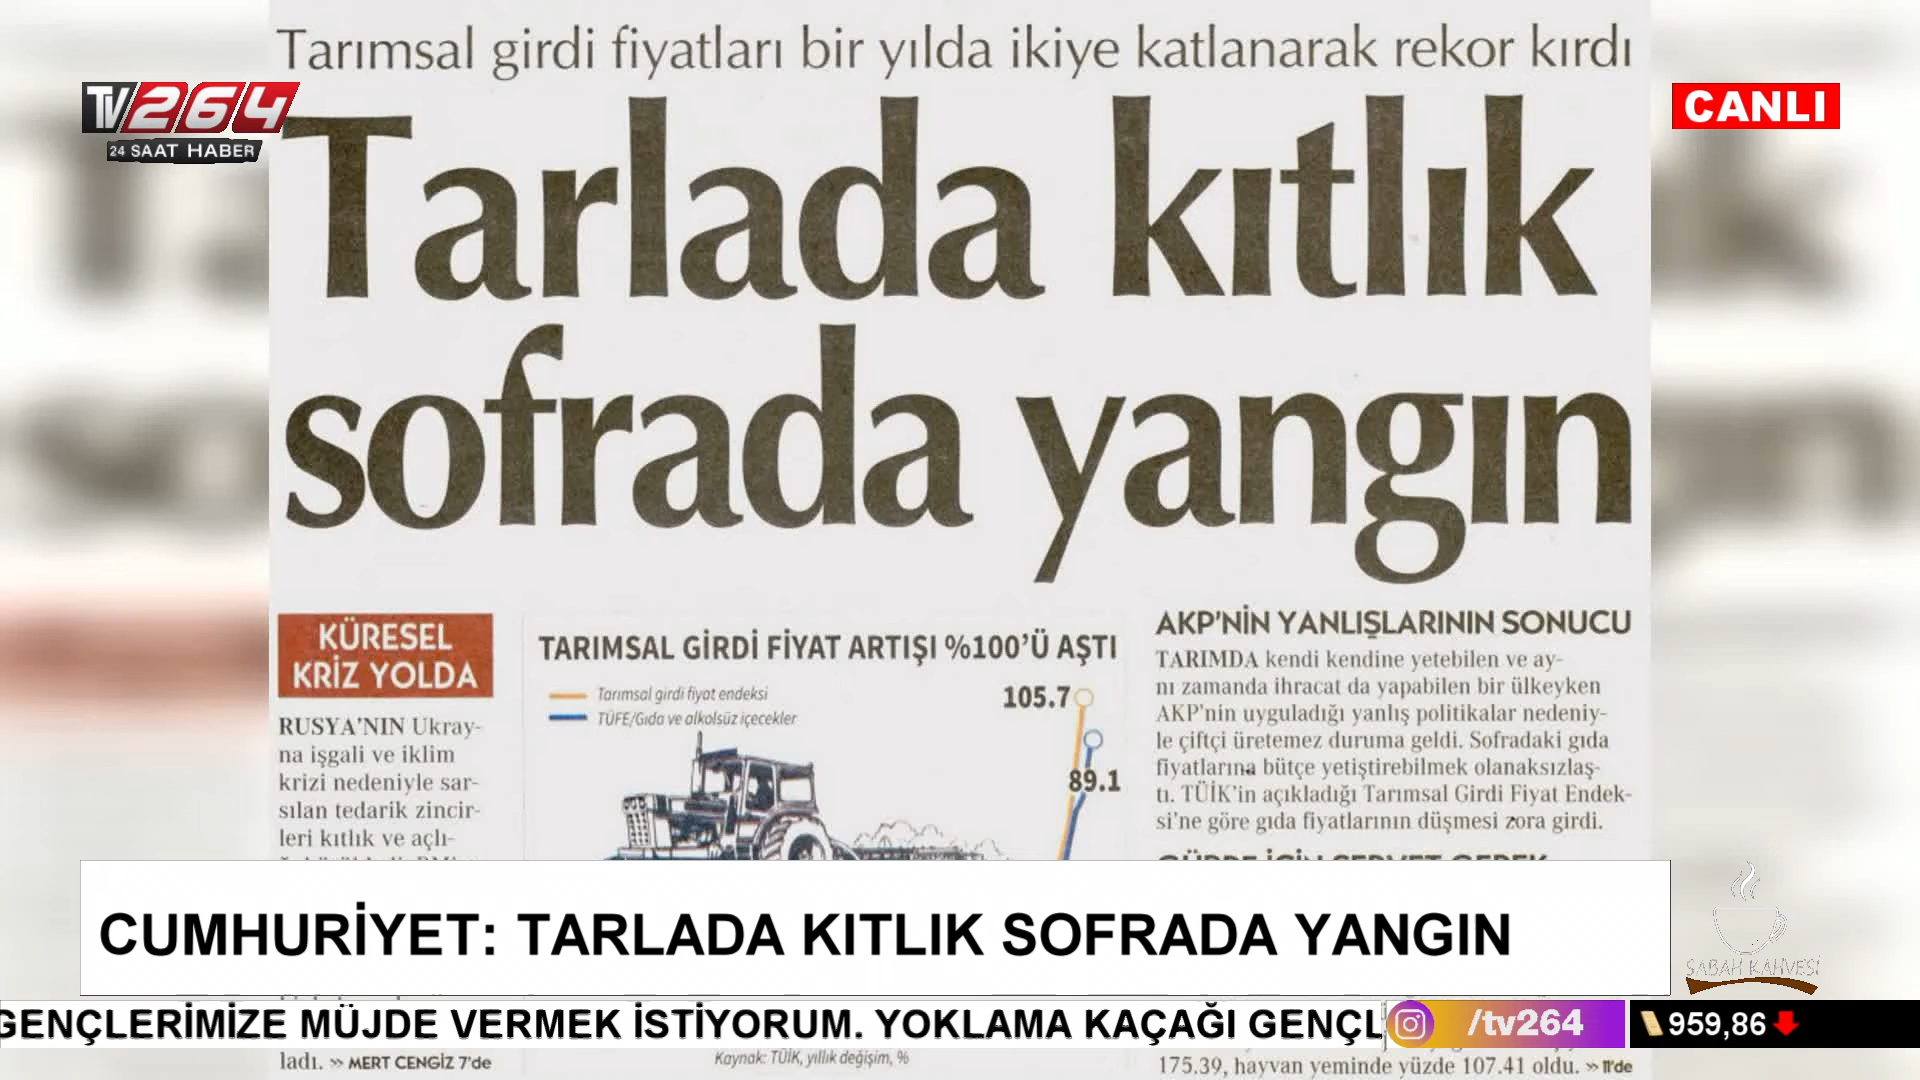 Tarımsal girdi fiyatları bir yılda ikiye katlanarak rekor kırdı
TV264
24 SAAT HABER
CANLI
Tarlada kıtlık
sofrada yangın
KÜRESEL
KRİZ YOLDA
RUSYA'NIN Ukray-
na işgali ve iklim
krizi nedeniyle sar-
sılan tedarik zincir-
leri kıtlık ve açlı-
TARIMSAL GİRDİ FİYAT ARTIŞI %100'Ü AŞTI
Tarımsal girdi fiyat endeksi
TÜFE/Gıda ve alkolsüz içecekler
105.7
89.1
AKP'NİN YANLIŞLARININ SONUCU
TARIMDA kendi kendine yetebilen ve ay-
nı zamanda ihracat da yapabilen bir ülkeyken
AKP'nin uyguladığı yanlış politikalar nedeniy-
le çiftçi üretemez duruma geldi. Sofradaki gıda
fiyatlarına bütçe yetiştirebilmek olanaksızlaş-
tı. TÜİK'in açıkladığı Tarımsal Girdi Fiyat Endek-
si'ne göre gıda fiyatlarının düşmesi zora girdi.
CUMHURİYET: TARLADA KITLIK SOFRADA YANGIN
SABAH KAHVESİ
GENÇLERİMİZE MÜJDE VERMEK İSTİYORUM. YOKLAMA KAÇAĞI GENÇL
/tv264
959,86
ladı. » MERT CENGİZ 7'de
Kaynak: TÜİK, yıllık değişim, %
175.39, hayvan yeminde yüzde 107.41 oldu. » 11'de